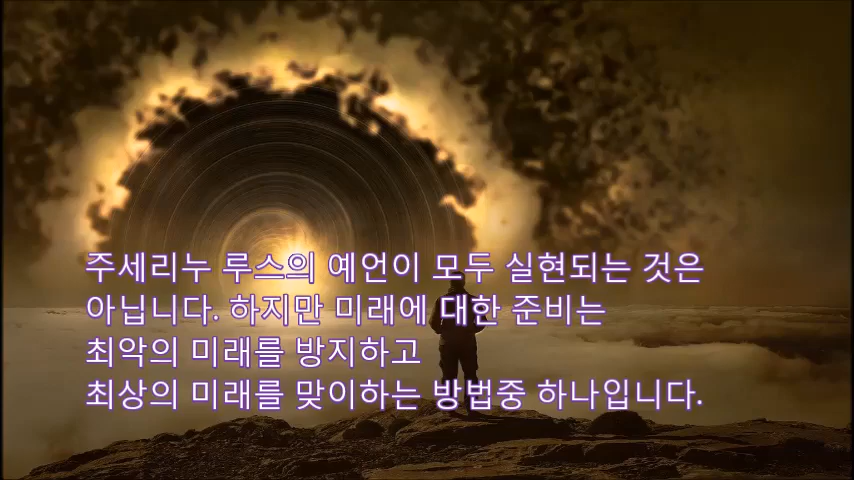 주세리누 루스의 예언이 모두 실현되는 것은
아닙니다. 하지만 미래에 대한 준비는
최악의 미래를 방지하고
최상의 미래를 맞이하는 방법중 하나입니다.